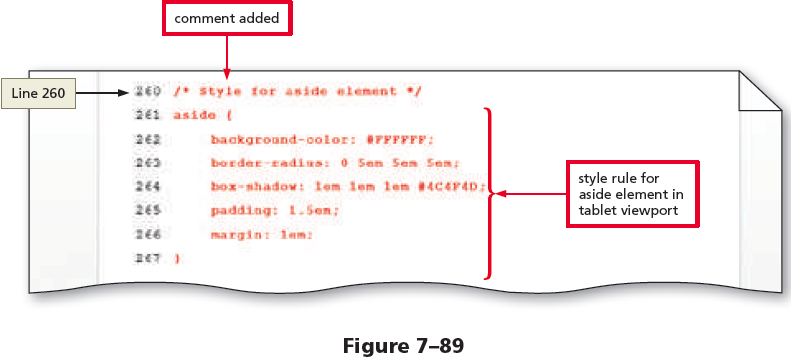 comment added
Line 260
260 /* Style for aside element */
261 aside {
262 background-color: #FFFFFF;
263 border-radius: 0 5em 5em 5em;
264 box-shadow: 1em 1em 1em #4C4F4D;
265 padding: 1.5em;
266 margin: 1em;
267 }
style rule for
aside element in
tablet viewport
Figure 7–89